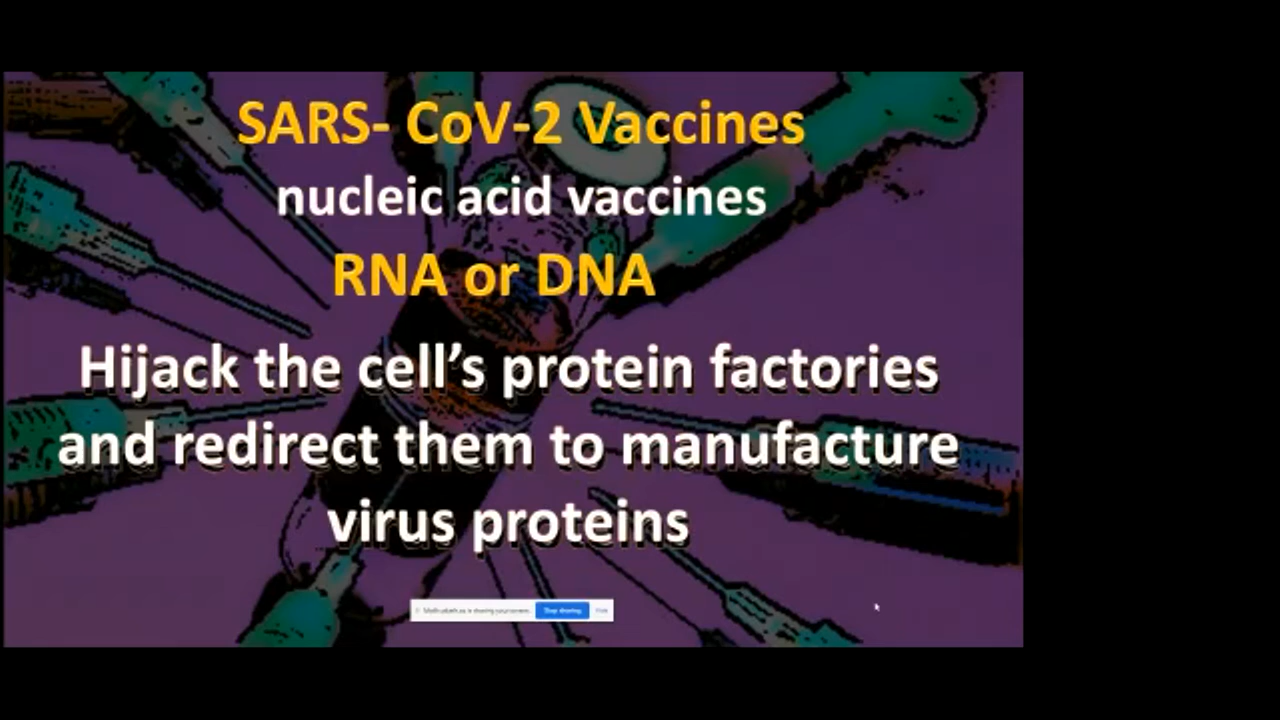 SARS- CoV-2 Vaccines
nucleic acid vaccines
RNA or DNA
Hijack the cell’s protein factories
and redirect them to manufacture
virus proteins
Stop sharing